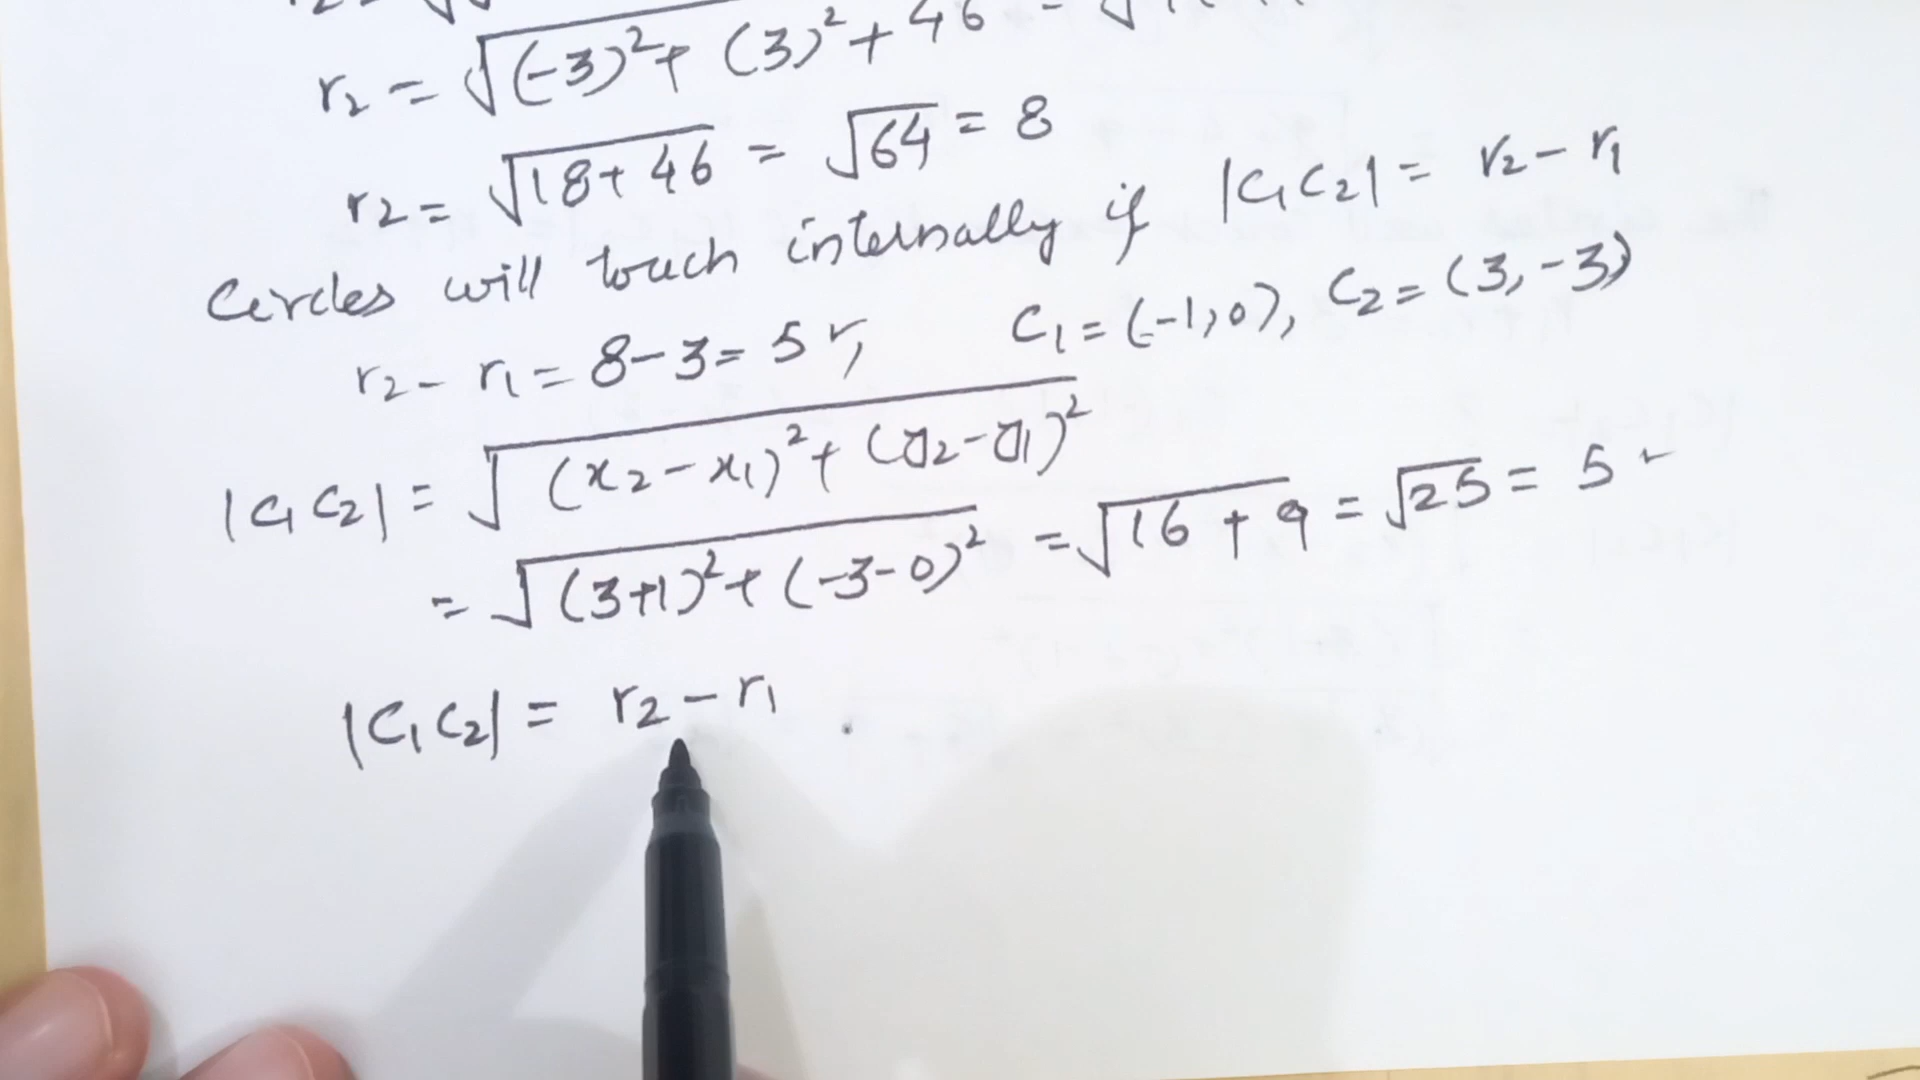 r₂ = √((-3)² + (3)² + 46
r₂ = √(18 + 46) = √64 = 8
Circles will touch internally if |C₁C₂| = r₂ - r₁
r₂ - r₁ = 8 - 3 = 5 C₁ = (-1, 0), C₂ = (3, -3)
|C₁C₂| = √((x₂ - x₁)² + (y₂ - y₁)²)
= √((3+1)² + (-3-0)²) = √(16 + 9) = √25 = 5
|C₁C₂| = r₂ - r₁